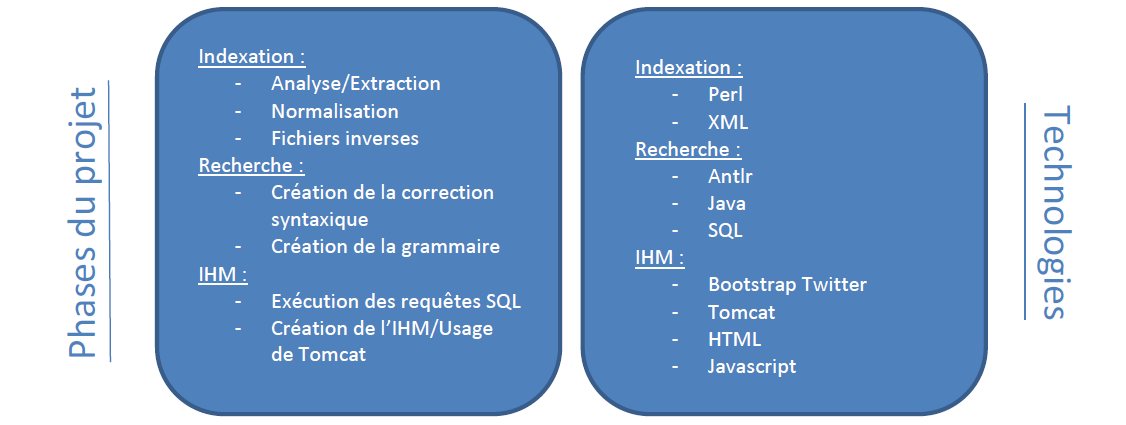 Phases du projet
Indexation :
- Analyse/Extraction
- Normalisation
- Fichiers inverses
Recherche :
- Création de la correction
syntaxique
- Création de la grammaire
IHM :
- Exécution des requêtes SQL
- Création de l’IHM/Usage
de Tomcat
Indexation :
- Perl
- XML
Recherche :
- Antlr
- Java
- SQL
IHM :
- Bootstrap Twitter
- Tomcat
- HTML
- Javascript
Technologies